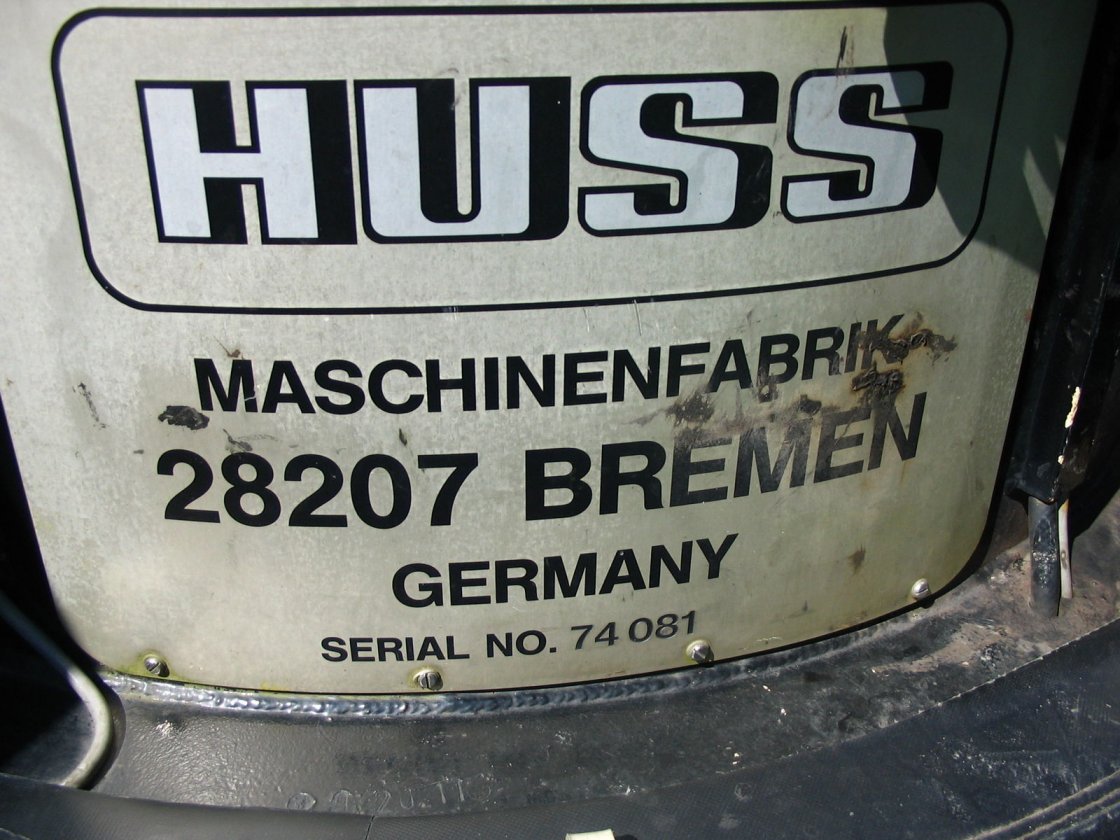 HUSS
MASCHINENFABRIK
28207 BREMEN
GERMANY
SERIAL NO. 74 081